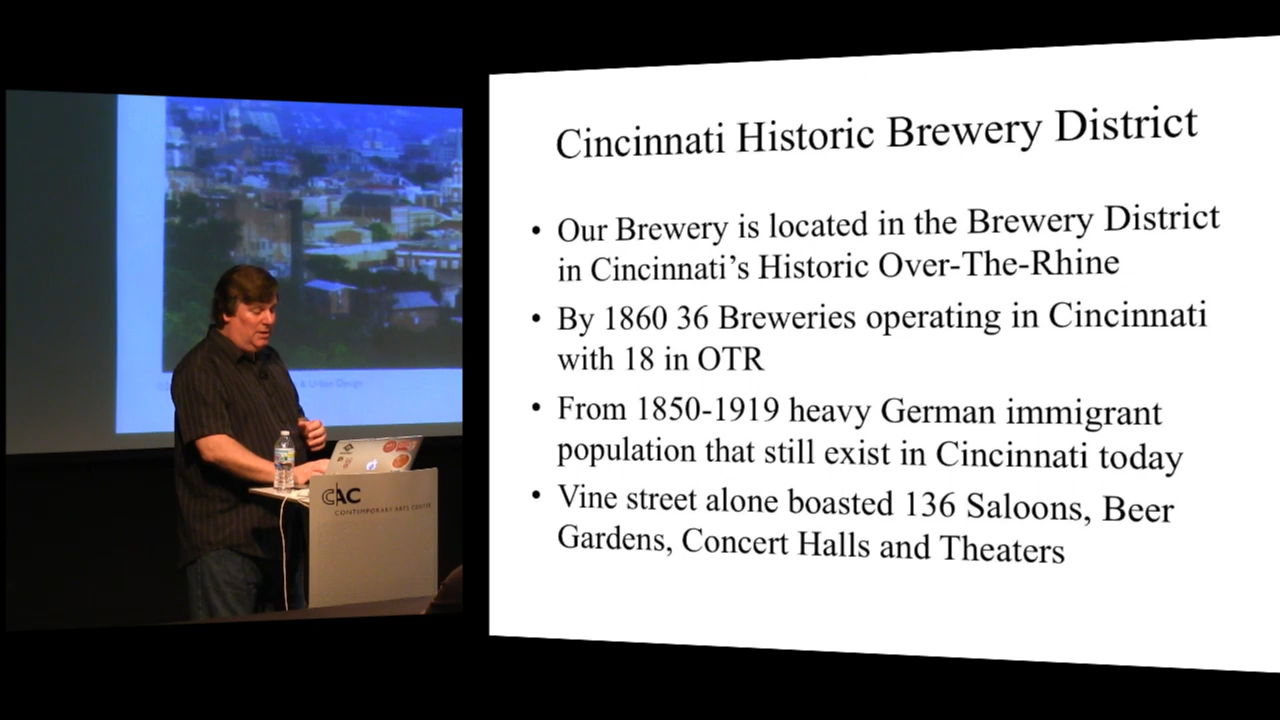 Cincinnati Historic Brewery District
• Our Brewery is located in the Brewery District
in Cincinnati's Historic Over-The-Rhine
• By 1860 36 Breweries operating in Cincinnati
with 18 in OTR
• From 1850-1919 heavy German immigrant
population that still exist in Cincinnati today
• Vine street alone boasted 136 Saloons, Beer
Gardens, Concert Halls and Theaters
& Urban Design
CAC
CONTEMPORARY ARTS CENTER